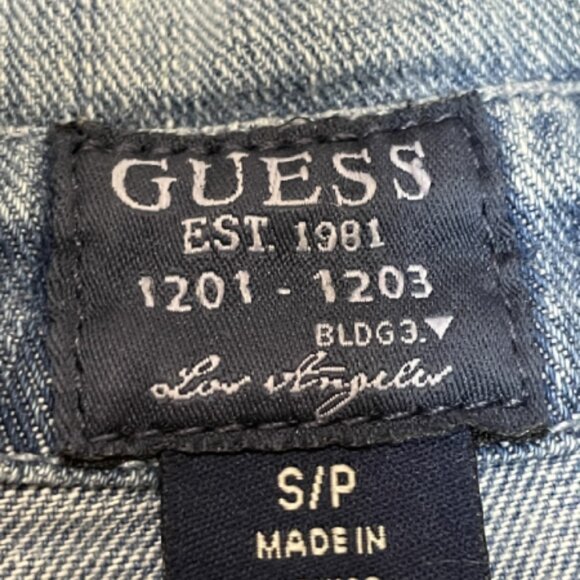 GUESS
EST. 1981
1201 - 1203
BLDG3.▼
Los Angeles
S/P
MADE IN